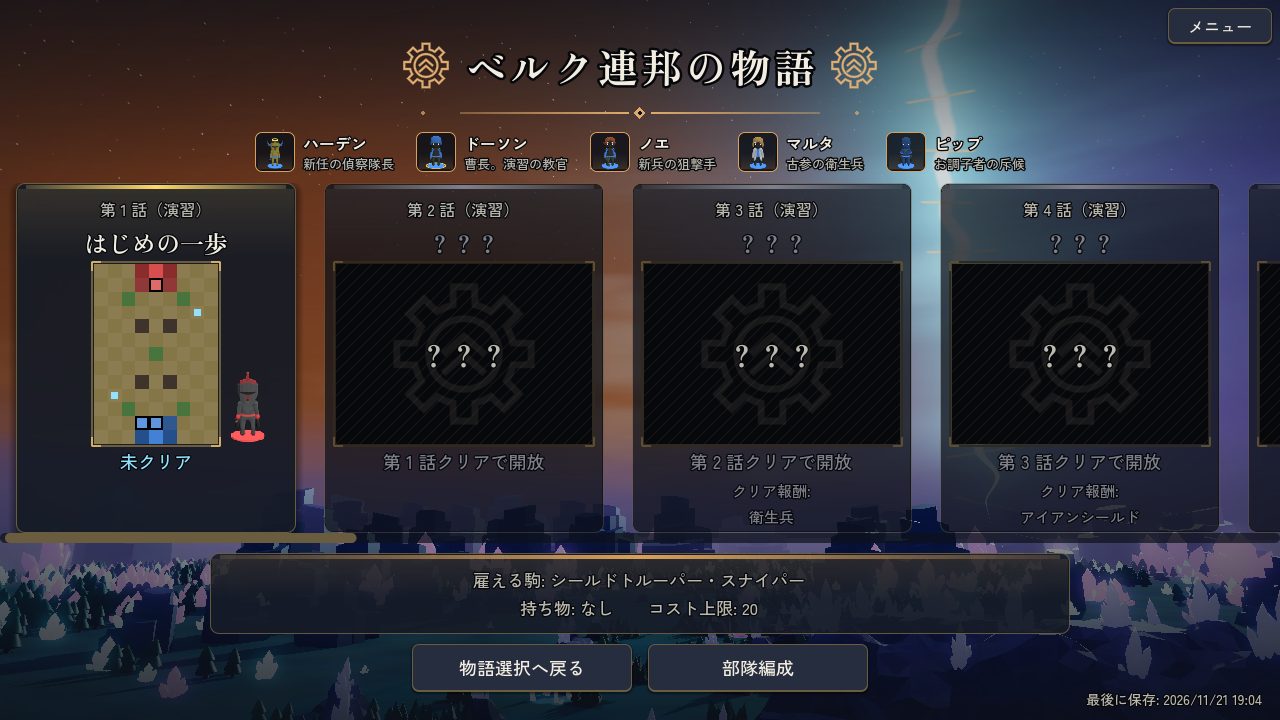 メニュー
ベルク連邦の物語
ハーデン
新任の偵察隊長
ドーソン
曹長。演習の教官
ノエ
新兵の狙撃手
マルタ
古参の衛生兵
ピップ
お調子者の斥候
第1話（演習）
はじめの一歩
未クリア
第2話（演習）
？？？
？？？
第1話クリアで開放
第3話（演習）
？？？
？？？
第2話クリアで開放
クリア報酬:
衛生兵
第4話（演習）
？？？
？？？
第3話クリアで開放
クリア報酬:
アイアンシールド
雇える駒: シールドトルーパー・スナイパー
持ち物: なし　　コスト上限: 20
物語選択へ戻る
部隊編成
最後に保存: 2026/11/21 19:04